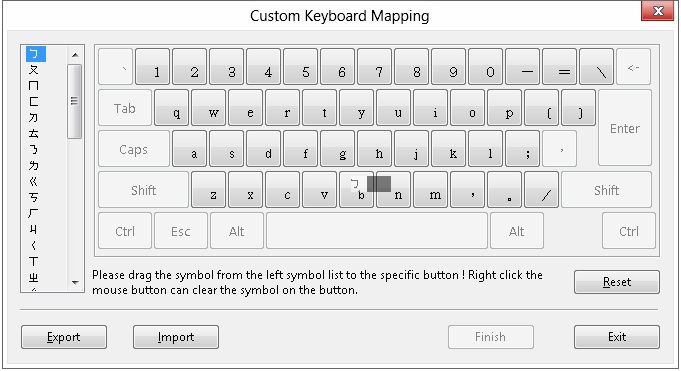 Custom Keyboard Mapping
ㄅ
ㄆ
ㄇ
ㄈ
ㄉ
ㄊ
ㄋ
ㄌ
ㄍ
ㄎ
ㄏ
ㄐ
ㄑ
ㄒ
ㄓ
、 1 2 3 4 5 6 7 8 9 0 — = \ <-
Tab q w e r t y u i o p [ ]
Enter
Caps a s d f g h j k l ; ,
Shift z x c v ㄅ b n m , 。 / Shift
Ctrl Esc Alt Alt Ctrl
Please drag the symbol from the left symbol list to the specific button ! Right click the
mouse button can clear the symbol on the button.
Reset
Export Import Finish Exit